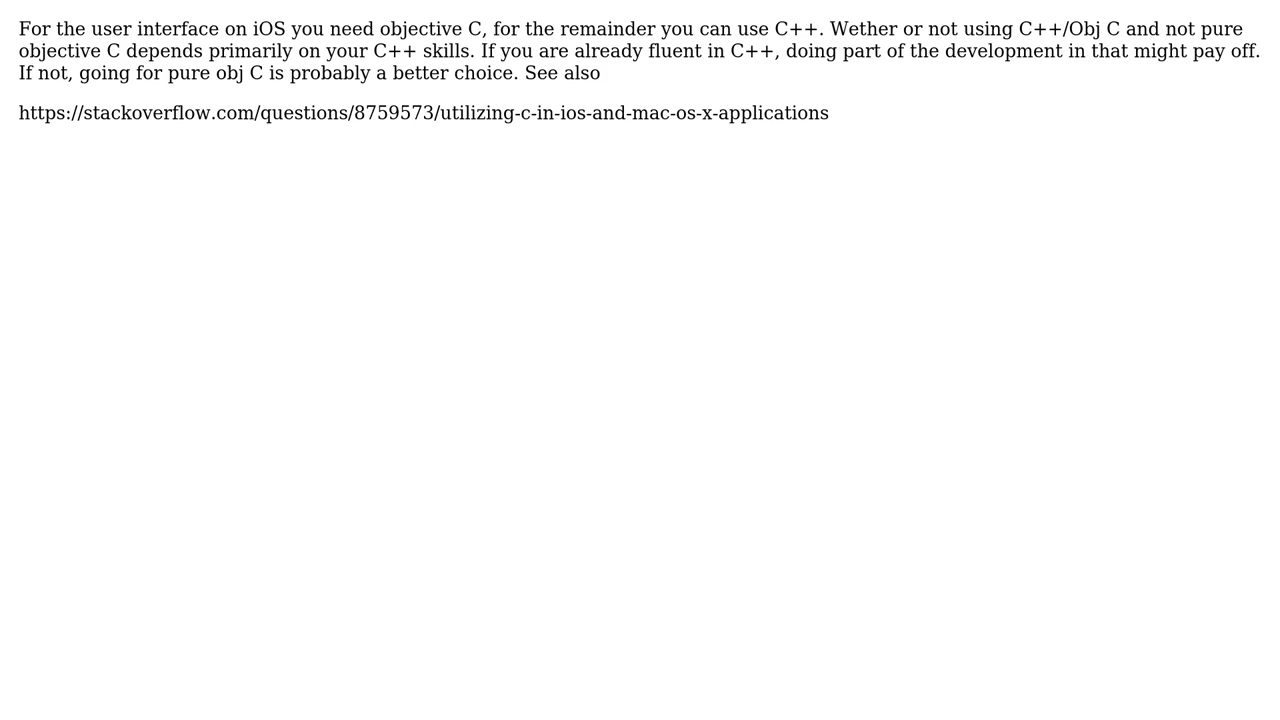 For the user interface on iOS you need objective C, for the remainder you can use C++. Wether or not using C++/Obj C and not pure
objective C depends primarily on your C++ skills. If you are already fluent in C++, doing part of the development in that might pay off.
If not, going for pure obj C is probably a better choice. See also
https://stackoverflow.com/questions/8759573/utilizing-c-in-ios-and-mac-os-x-applications